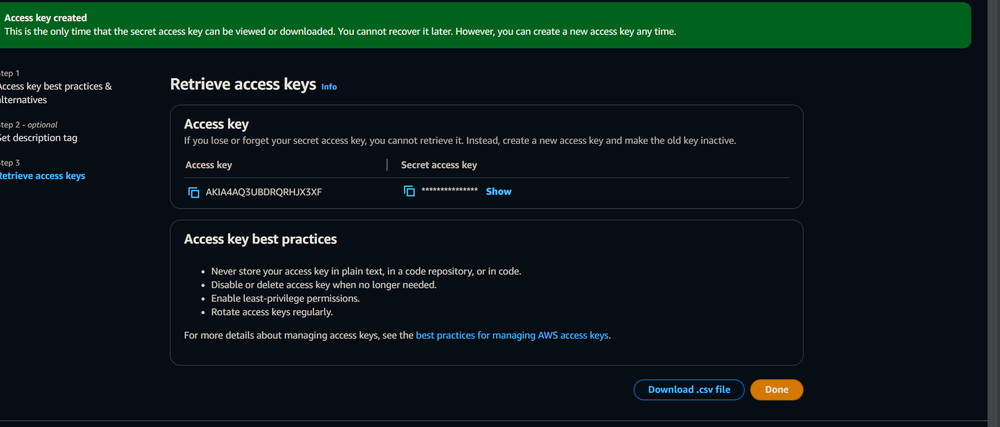 Access key created
This is the only time that the secret access key can be viewed or downloaded. You cannot recover it later. However, you can create a new access key any time.
tep 1
Access key best practices &
lternatives
tep 2 - optional
Set description tag
tep 3
Retrieve access keys
Retrieve access keys Info
Access key
If you lose or forget your secret access key, you cannot retrieve it. Instead, create a new access key and make the old key inactive.
Access key | Secret access key
AKIA4AQ3UBDRQRHJX3XF *************** Show
Access key best practices
• Never store your access key in plain text, in a code repository, or in code.
• Disable or delete access key when no longer needed.
• Enable least-privilege permissions.
• Rotate access keys regularly.
For more details about managing access keys, see the best practices for managing AWS access keys.
Download .csv file Done